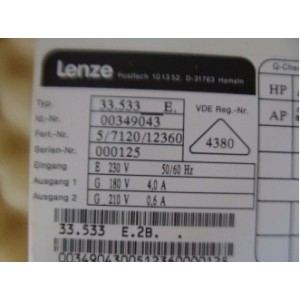 Lenze
Postfach 101352, D-31763 Hameln
Typ: 33.533 E.
Id.-Nr. 00349043
Fert.-Nr. 5/7120/12360
Serien-Nr. 000125
VDE Reg.-Nr.
4380
Eingang E 230 V 50/60 Hz
Ausgang 1 G 180 V 4,0 A
Ausgang 2 G 210 V 0,6 A
Q-Che
HP
AP
33.533 E.2B. .
00349043005123600000125